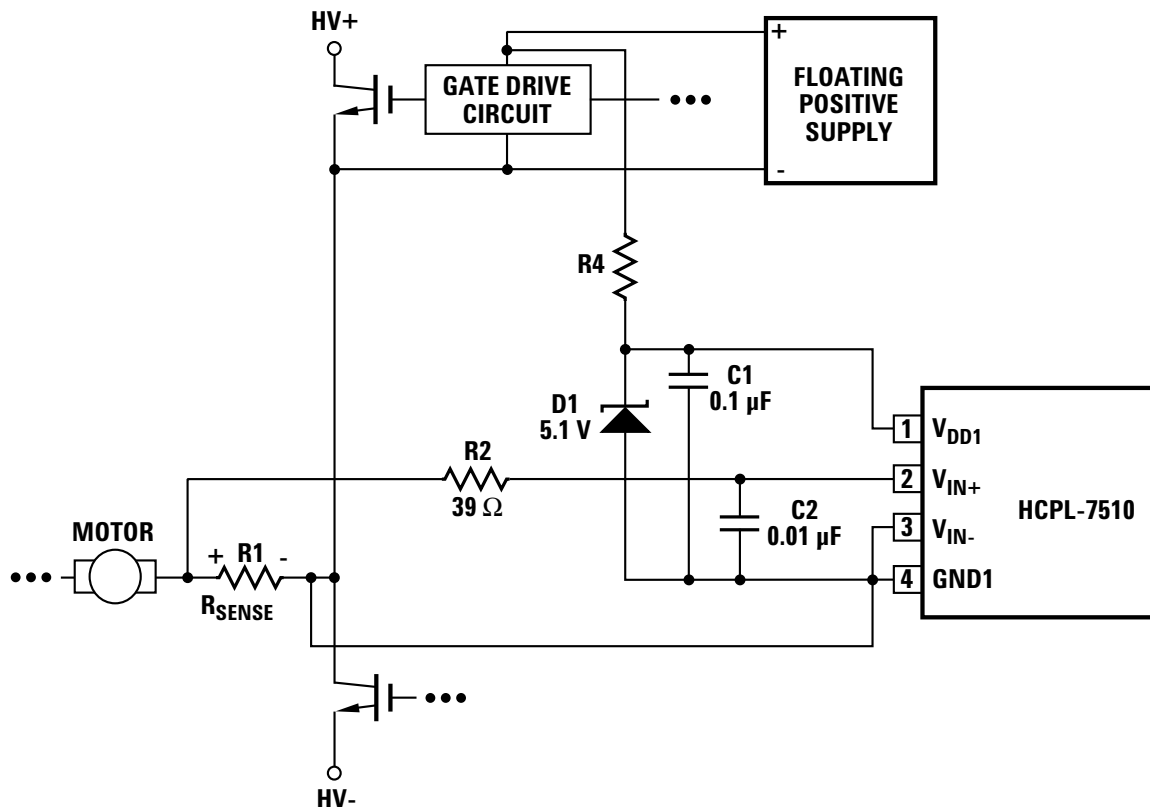 HV+
+
GATE DRIVE
CIRCUIT
•••
FLOATING
POSITIVE
SUPPLY
-
R4
C1
0.1 µF
D1
5.1 V
1 V_DD1
R2
39 Ω
2 V_IN+
C2
0.01 µF
HCPL-7510
3 V_IN-
MOTOR
+ R1 -
•••
4 GND1
R_SENSE
•••
HV-